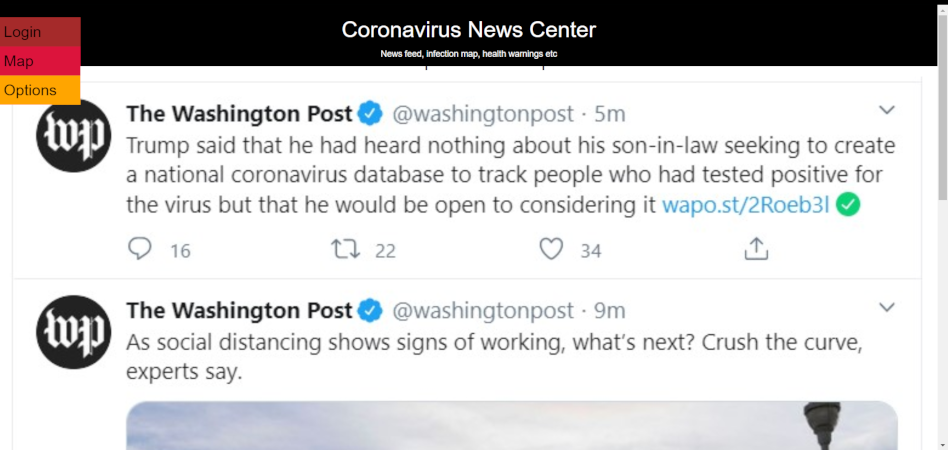 Coronavirus News Center
News feed, infection map, health warnings etc
Login
Map
Options
The Washington Post @washingtonpost · 5m
Trump said that he had heard nothing about his son-in-law seeking to create
a national coronavirus database to track people who had tested positive for
the virus but that he would be open to considering it wapo.st/2Roeb3l
16 22 34
The Washington Post @washingtonpost · 9m
As social distancing shows signs of working, what's next? Crush the curve,
experts say.